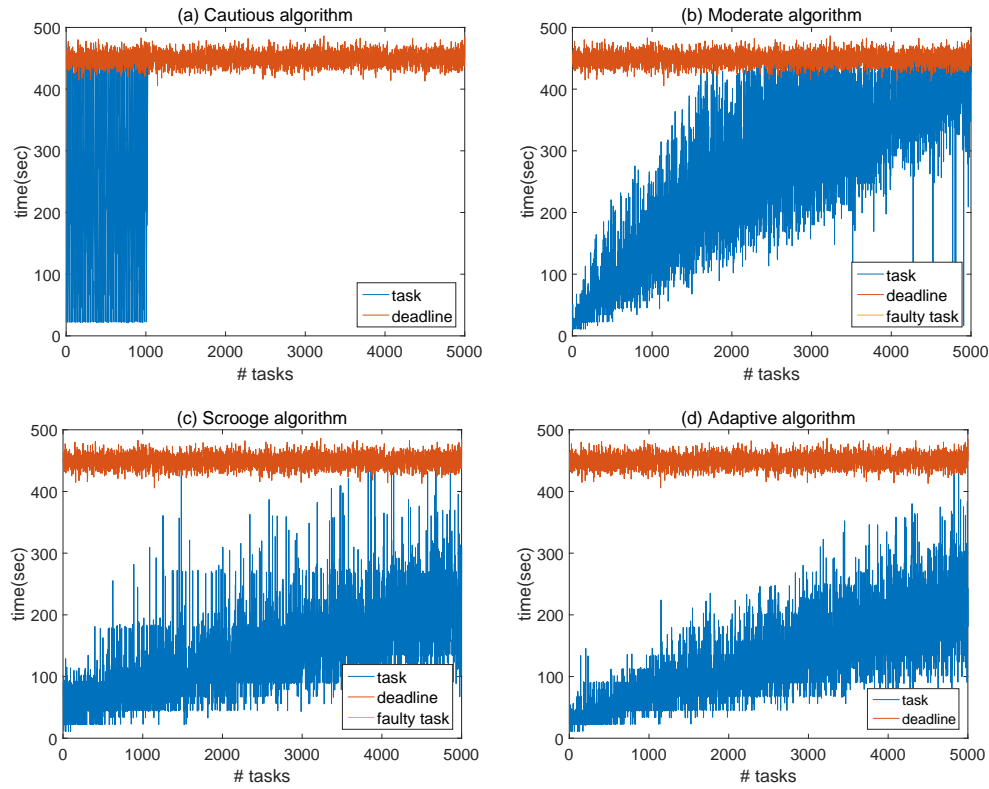 (a) Cautious algorithm
500
400
300
200
100
0
time(sec)
0 1000 2000 3000 4000 5000
# tasks
task
deadline
(b) Moderate algorithm
500
400
300
200
100
0
time(sec)
0 1000 2000 3000 4000 5000
# tasks
task
deadline
faulty task
(c) Scrooge algorithm
500
400
300
200
100
0
time(sec)
0 1000 2000 3000 4000 5000
# tasks
task
deadline
faulty task
(d) Adaptive algorithm
500
400
300
200
100
0
time(sec)
0 1000 2000 3000 4000 5000
# tasks
task
deadline